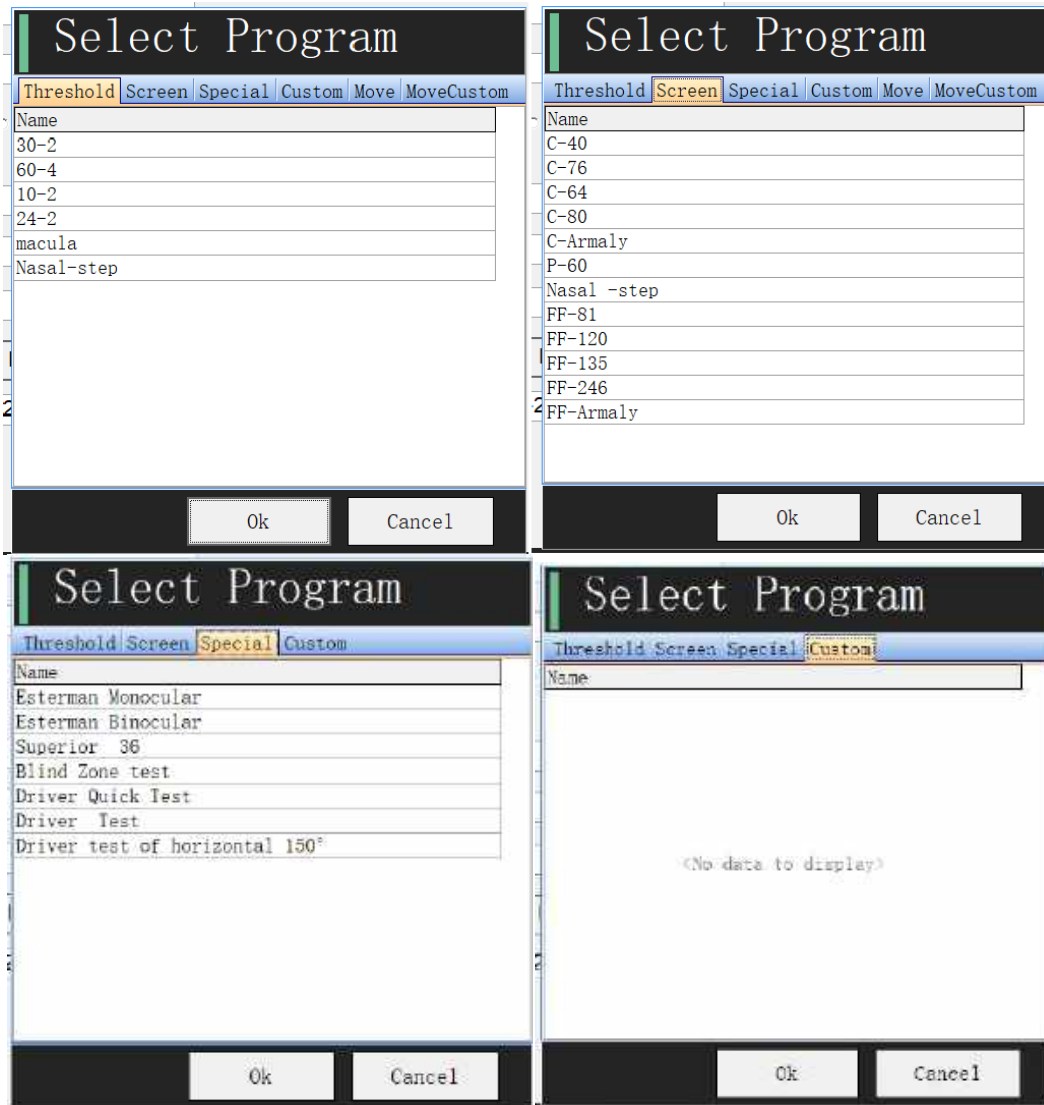 Select Program
Threshold Screen Special Custom Move MoveCustom
Name
30-2
60-4
10-2
24-2
macula
Nasal-step
Ok Cancel
Select Program
Threshold Screen Special Custom Move MoveCustom
Name
C-40
C-76
C-64
C-80
C-Armaly
P-60
Nasal -step
FF-81
FF-120
FF-135
FF-246
FF-Armaly
Ok Cancel
Select Program
Threshold Screen Special Custom
Name
Esterman Monocular
Esterman Binocular
Superior 36
Blind Zone test
Driver Quick Test
Driver Test
Driver test of horizontal 150°
Ok Cancel
Select Program
Threshold Screen Special Custom
Name
<No data to display>
Ok Cancel